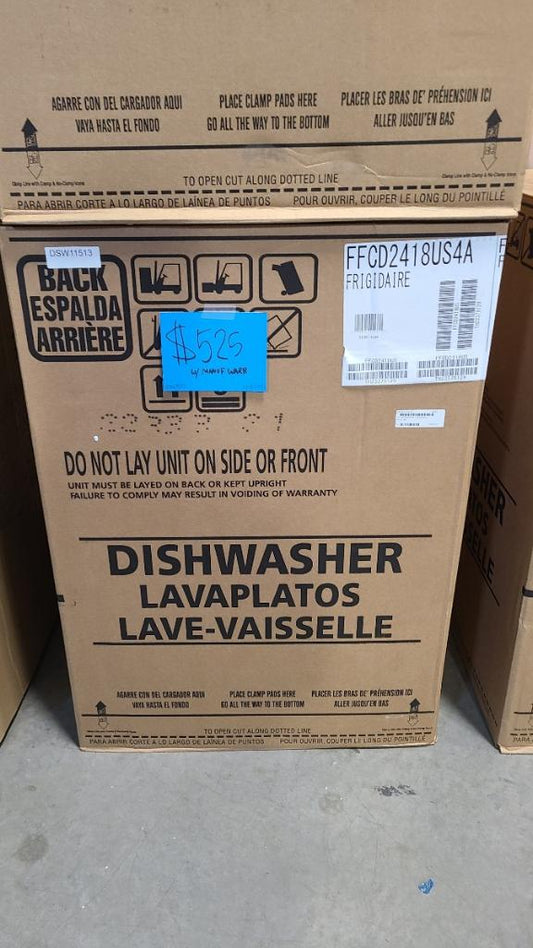 AGARRE CON DEL CARGADOR AQUI
VAYA HASTA EL FONDO
PLACE CLAMP PADS HERE
GO ALL THE WAY TO THE BOTTOM
PLACER LES BRAS DE' PRÉHENSION ICI
ALLER JUSQU'EN BAS
TO OPEN CUT ALONG DOTTED LINE
PARA ABRIR CORTE A LO LARGO DE LAÍNEA DE PUNTOS
POUR OUVRIR, COUPER LE LONG DU POINTILLÉ
DSW11513
BACK
ESPALDA
ARRIÈRE
FFCD2418US4A
FRIGIDAIRE
$525
W/ MANUF WARR
DO NOT LAY UNIT ON SIDE OR FRONT
UNIT MUST BE LAYED ON BACK OR KEPT UPRIGHT
FAILURE TO COMPLY MAY RESULT IN VOIDING OF WARRANTY
DISHWASHER
LAVAPLATOS
LAVE-VAISSELLE
AGARRE CON DEL CARGADOR AQUI
VAYA HASTA EL FONDO
PLACE CLAMP PADS HERE
GO ALL THE WAY TO THE BOTTOM
PLACER LES BRAS DE' PRÉHENSION ICI
ALLER JUSQU'EN BAS
TO OPEN CUT ALONG DOTTED LINE
PARA ABRIR CORTE A LO LARGO DE LAÍNEA DE PUNTOS
POUR OUVRIR, COUPER LE LONG DU POINTILLÉ